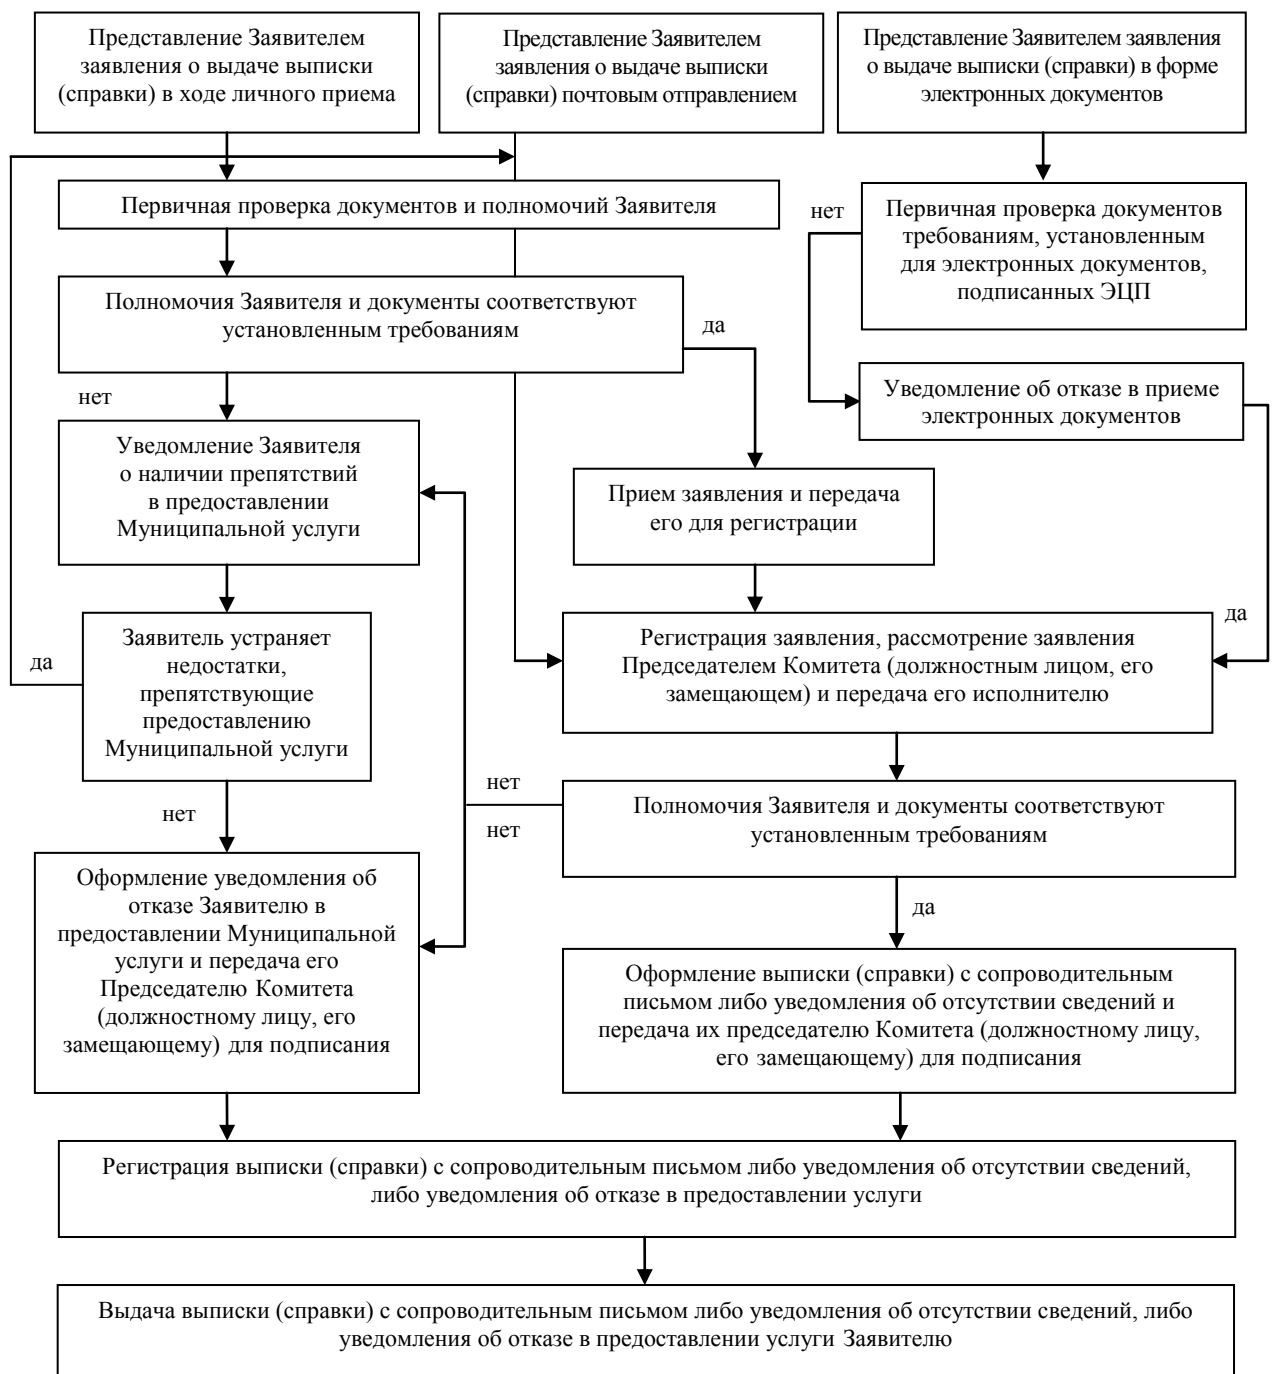 Представление Заявителем
заявления о выдаче выписки
(справки) в ходе личного приема
Представление Заявителем
заявления о выдаче выписки
(справки) почтовым отправлением
Представление Заявителем заявления
о выдаче выписки (справки) в форме
электронных документов
Первичная проверка документов и полномочий Заявителя
нет
Первичная проверка документов
требованиям, установленным
для электронных документов,
подписанных ЭЦП
Полномочия Заявителя и документы соответствуют
установленным требованиям
да
нет
Уведомление об отказе в приеме
электронных документов
Уведомление Заявителя
о наличии препятствий
в предоставлении
Муниципальной услуги
Прием заявления и передача
его для регистрации
да
Заявитель устраняет
недостатки,
препятствующие
предоставлению
Муниципальной услуги
да
Регистрация заявления, рассмотрение заявления
Председателем Комитета (должностным лицом, его
замещающем) и передача его исполнителю
нет
нет
нет
Полномочия Заявителя и документы соответствуют
установленным требованиям
да
Оформление уведомления об
отказе Заявителю в
предоставлении Муниципальной
услуги и передача его
Председателю Комитета
(должностному лицу, его
замещающему) для подписания
Оформление выписки (справки) с сопроводительным
письмом либо уведомления об отсутствии сведений и
передача их председателю Комитета (должностному лицу,
его замещающему) для подписания
Регистрация выписки (справки) с сопроводительным письмом либо уведомления об отсутствии сведений,
либо уведомления об отказе в предоставлении услуги
Выдача выписки (справки) с сопроводительным письмом либо уведомления об отсутствии сведений, либо
уведомления об отказе в предоставлении услуги Заявителю